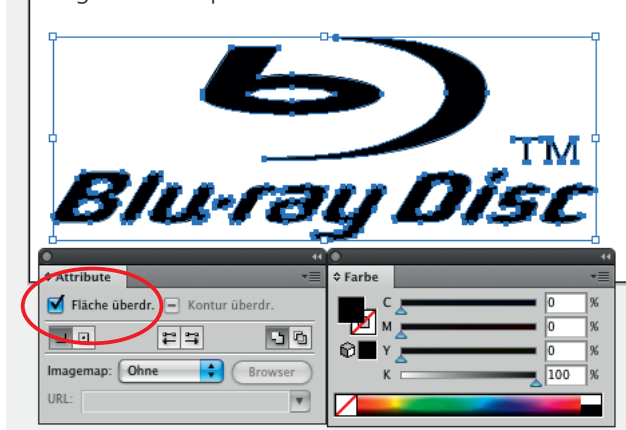 TM
Blu-ray Disc
Attribute
Fläche überdr.
Kontur überdr.
Imagemap: Ohne
Browser
URL:
Farbe
C 0 %
M 0 %
Y 0 %
K 100 %